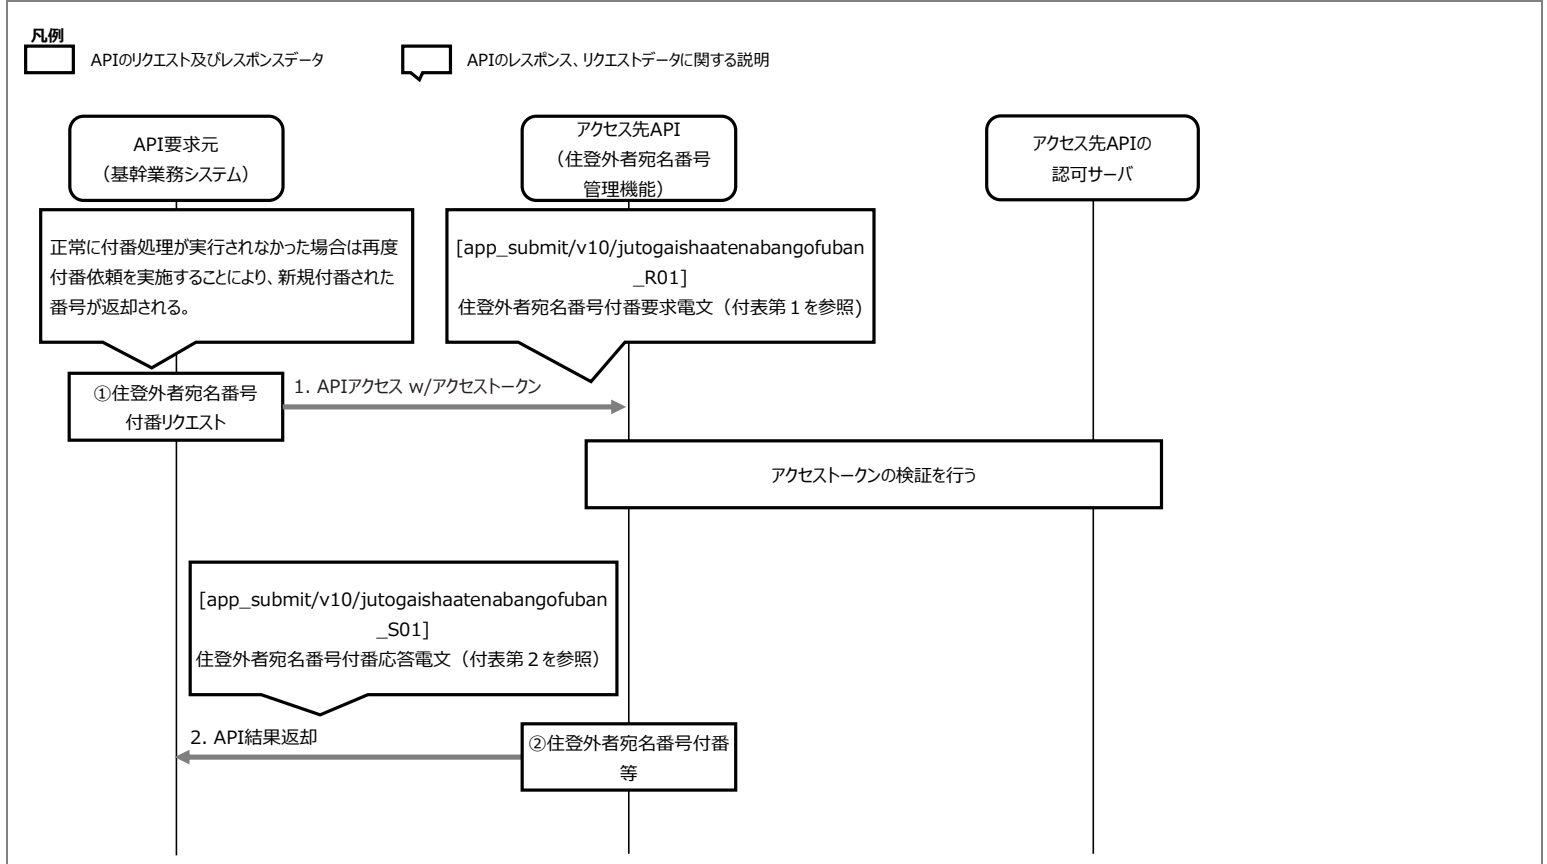 凡例
APIのリクエスト及びレスポンスデータ
APIのレスポンス、リクエストデータに関する説明
API要求元
（基幹業務システム）
アクセス先API
（住登外者宛名番号
管理機能）
アクセス先APIの
認可サーバ
正常に付番処理が実行されなかった場合は再度
付番依頼を実施することにより、新規付番された
番号が返却される。
[app_submit/v10/jutogaishaatenabangofuban
_R01]
住登外者宛名番号付番要求電文（付表第１を参照)
①住登外者宛名番号
付番リクエスト
1. APIアクセス w/アクセストークン
アクセストークンの検証を行う
[app_submit/v10/jutogaishaatenabangofuban
_S01]
住登外者宛名番号付番応答電文（付表第２を参照）
2. API結果返却
②住登外者宛名番号付番
等